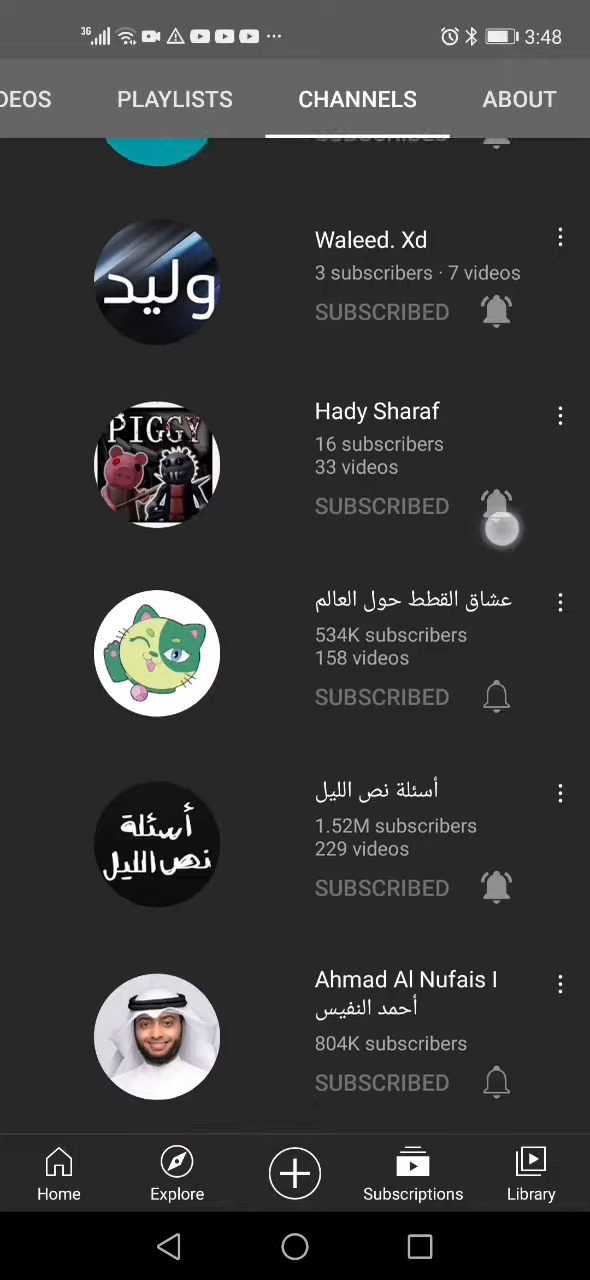 3G 3:48
DEOS PLAYLISTS CHANNELS ABOUT
SUBSCRIBED
وليد
Waleed. Xd
3 subscribers · 7 videos
SUBSCRIBED
PIGGY
Hady Sharaf
16 subscribers
33 videos
SUBSCRIBED
عشاق القطط حول العالم
534K subscribers
158 videos
SUBSCRIBED
أسئلة
نص الليل
أسئلة نص الليل
1.52M subscribers
229 videos
SUBSCRIBED
Ahmad Al Nufais I
أحمد النفيس
804K subscribers
SUBSCRIBED
Home Explore Subscriptions Library